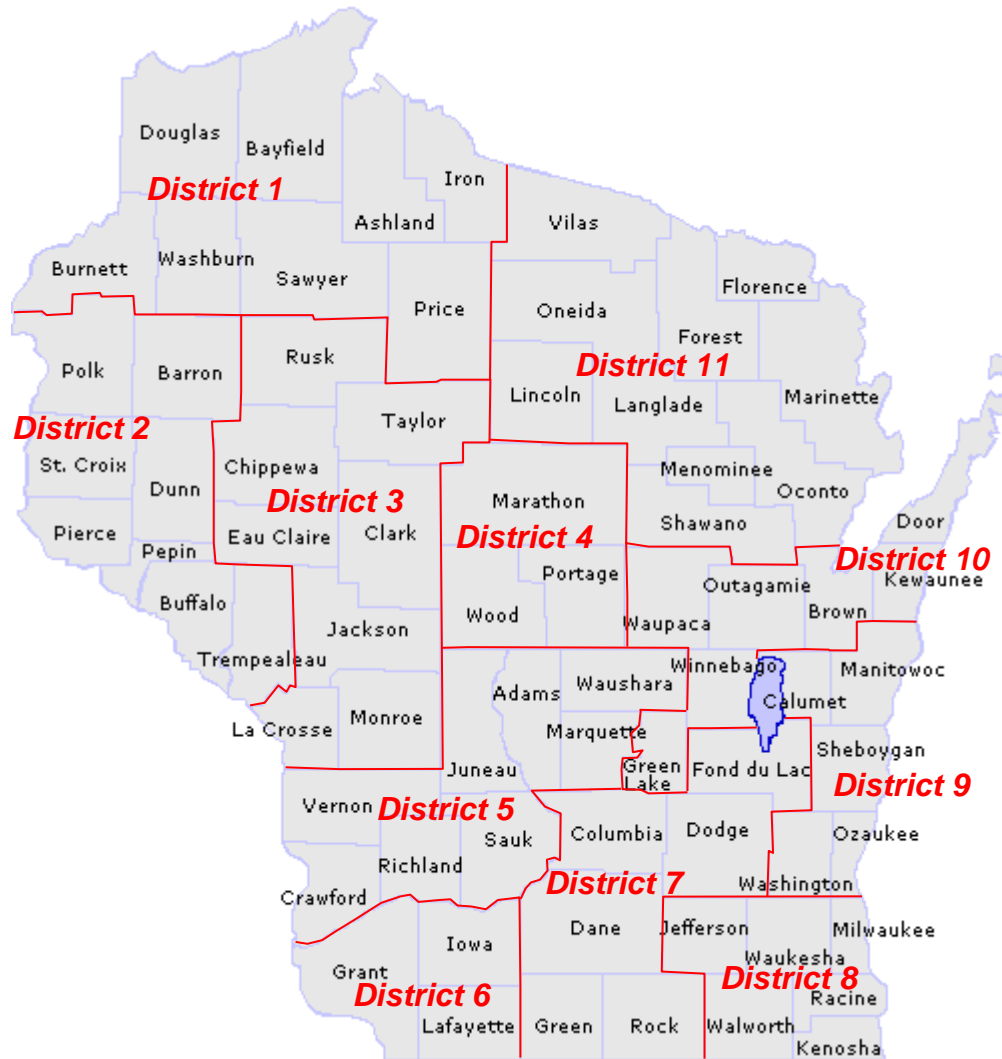 Douglas
Bayfield
Iron
District 1
Ashland
Vilas
Burnett
Washburn
Sawyer
Florence
Price
Oneida
Forest
Rusk
Polk
Barron
District 11
Lincoln
Langlade
Marinette
Taylor
District 2
St. Croix
Chippewa
Menominee
Dunn
District 3
Marathon
Oconto
Pierce
Eau Claire
Clark
District 4
Shawano
Door
Pepin
Portage
District 10
Outagamie
Kewaunee
Buffalo
Wood
Waupaca
Brown
Jackson
Trempealeau
Winnebago
Manitowoc
Adams
Waushara
Calumet
La Crosse
Monroe
Marquette
Sheboygan
Juneau
Green
Lake
Fond du Lac
District 9
Vernon
District 5
Sauk
Columbia
Dodge
Ozaukee
Richland
District 7
Washington
Crawford
Dane
Jefferson
Milwaukee
Iowa
Waukesha
Grant
District 8
District 6
Racine
Lafayette
Green
Rock
Walworth
Kenosha